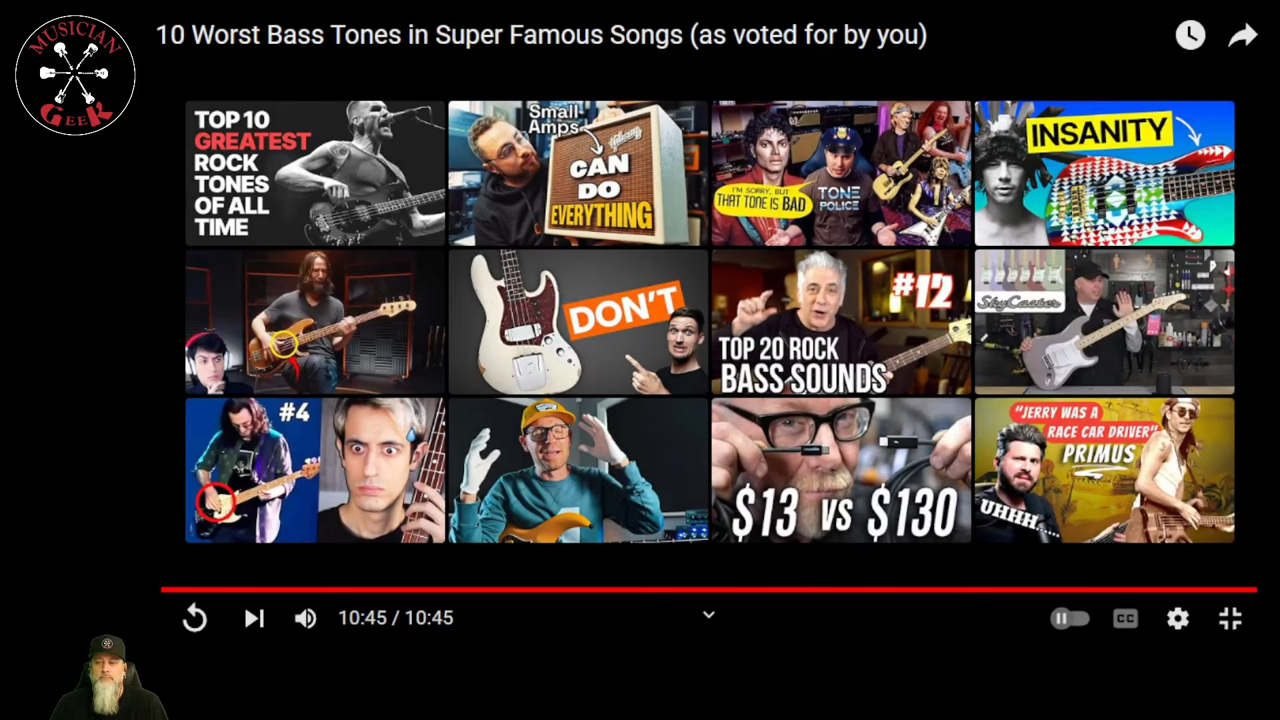 MUSICIAN
GEEK
10 Worst Bass Tones in Super Famous Songs (as voted for by you)
TOP 10
GREATEST
ROCK
TONES
OF ALL
TIME
Small
Amps
CAN
DO
EVERYTHING
I'M SORRY, BUT
THAT TONE IS BAD
TONE
POLICE
INSANITY
DON'T
#12
TOP 20 ROCK
BASS SOUNDS
SkyCaster
#4
$13 VS $130
"JERRY WAS A
RACE CAR DRIVER"
PRIMUS
UHHH..
10:45 / 10:45
CC